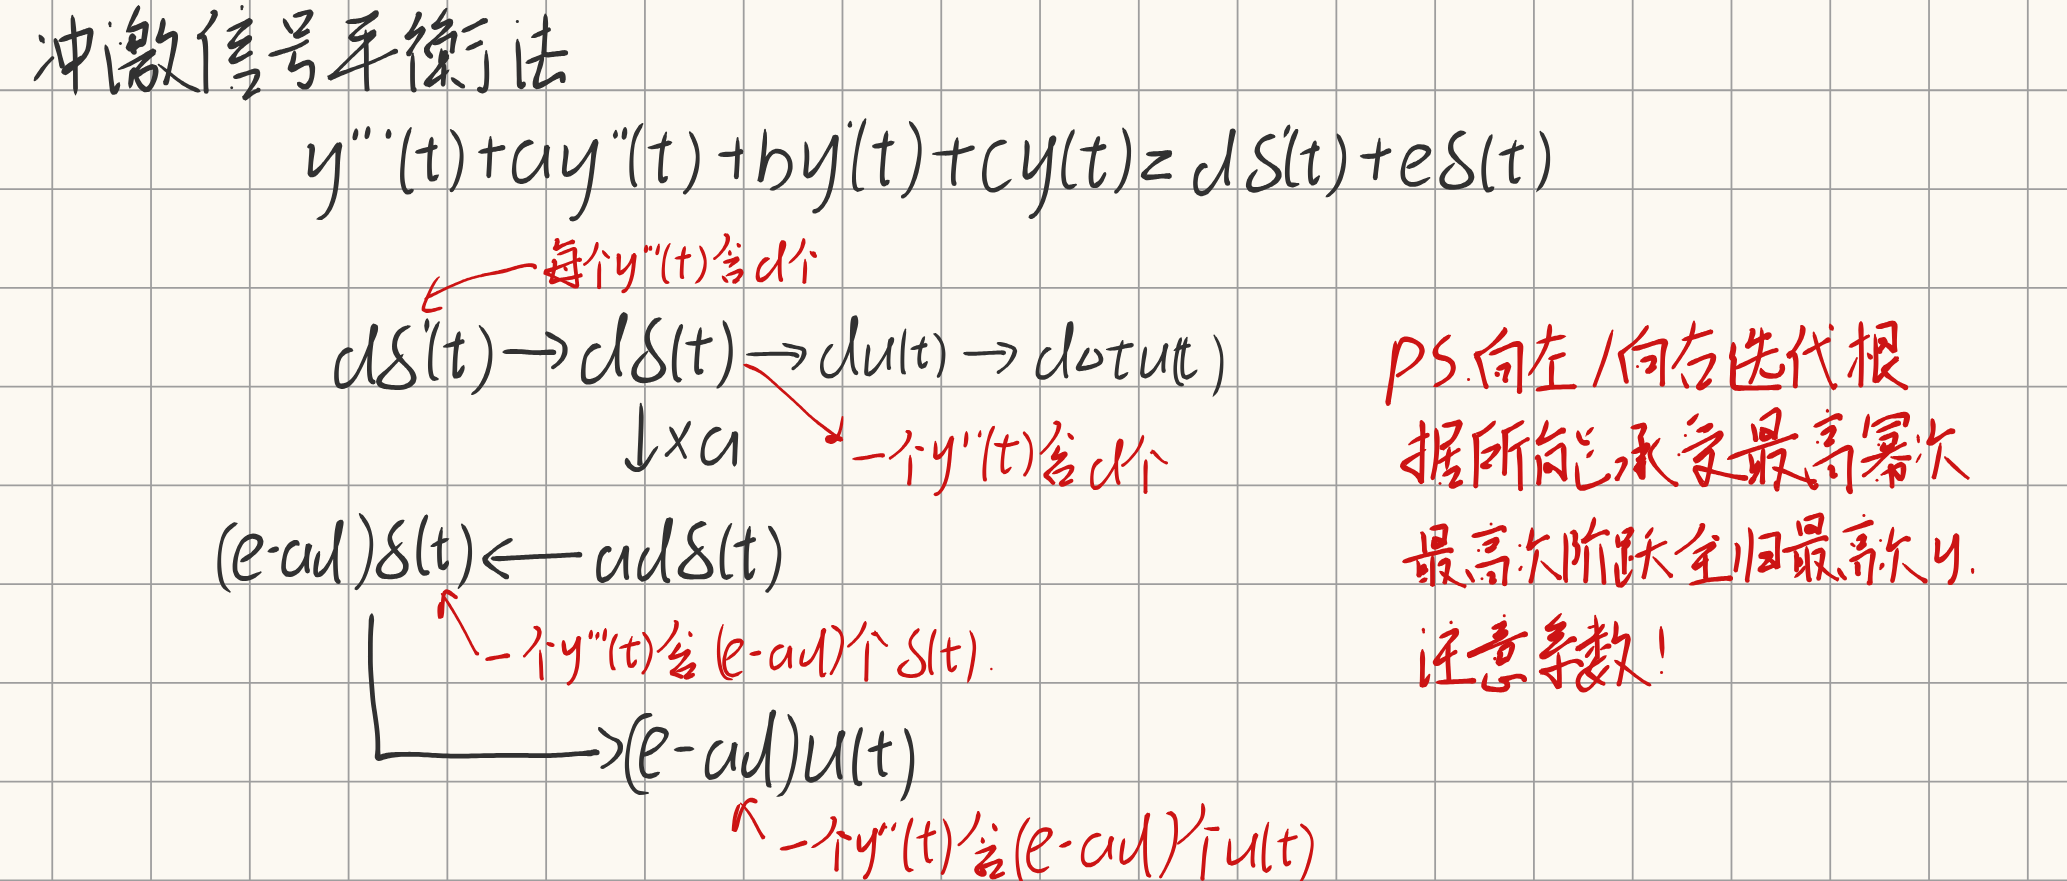 冲激信号平衡法
y'''(t)+ay''(t)+by'(t)+cy(t)=dδ'(t)+eδ(t)
每个y'''(t)含d个
dδ'(t)→dδ(t)→du(t)→dΔtu(t)
↓×a
一个y''(t)含d个
(e-ad)δ(t)←adδ(t)
一个y'''(t)含(e-ad)个δ(t).
(e-ad)u(t)
一个y''(t)含(e-ad)个u(t)
PS.向左/向右迭代根
据所能承受最高幂次
最高次阶跃全归最高次y.
注意系数!